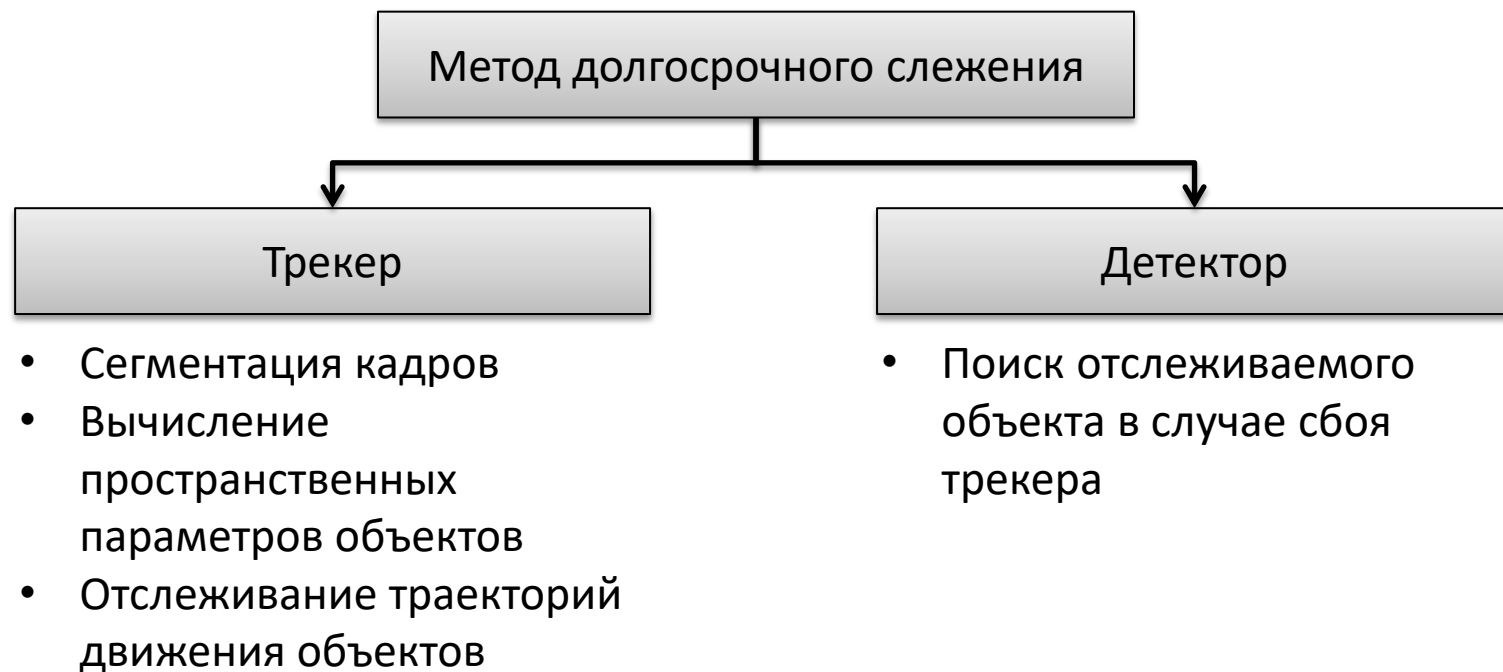 Метод долгосрочного слежения
Трекер
• Сегментация кадров
• Вычисление
пространственных
параметров объектов
• Отслеживание траекторий
движения объектов
Детектор
• Поиск отслеживаемого
объекта в случае сбоя
трекера